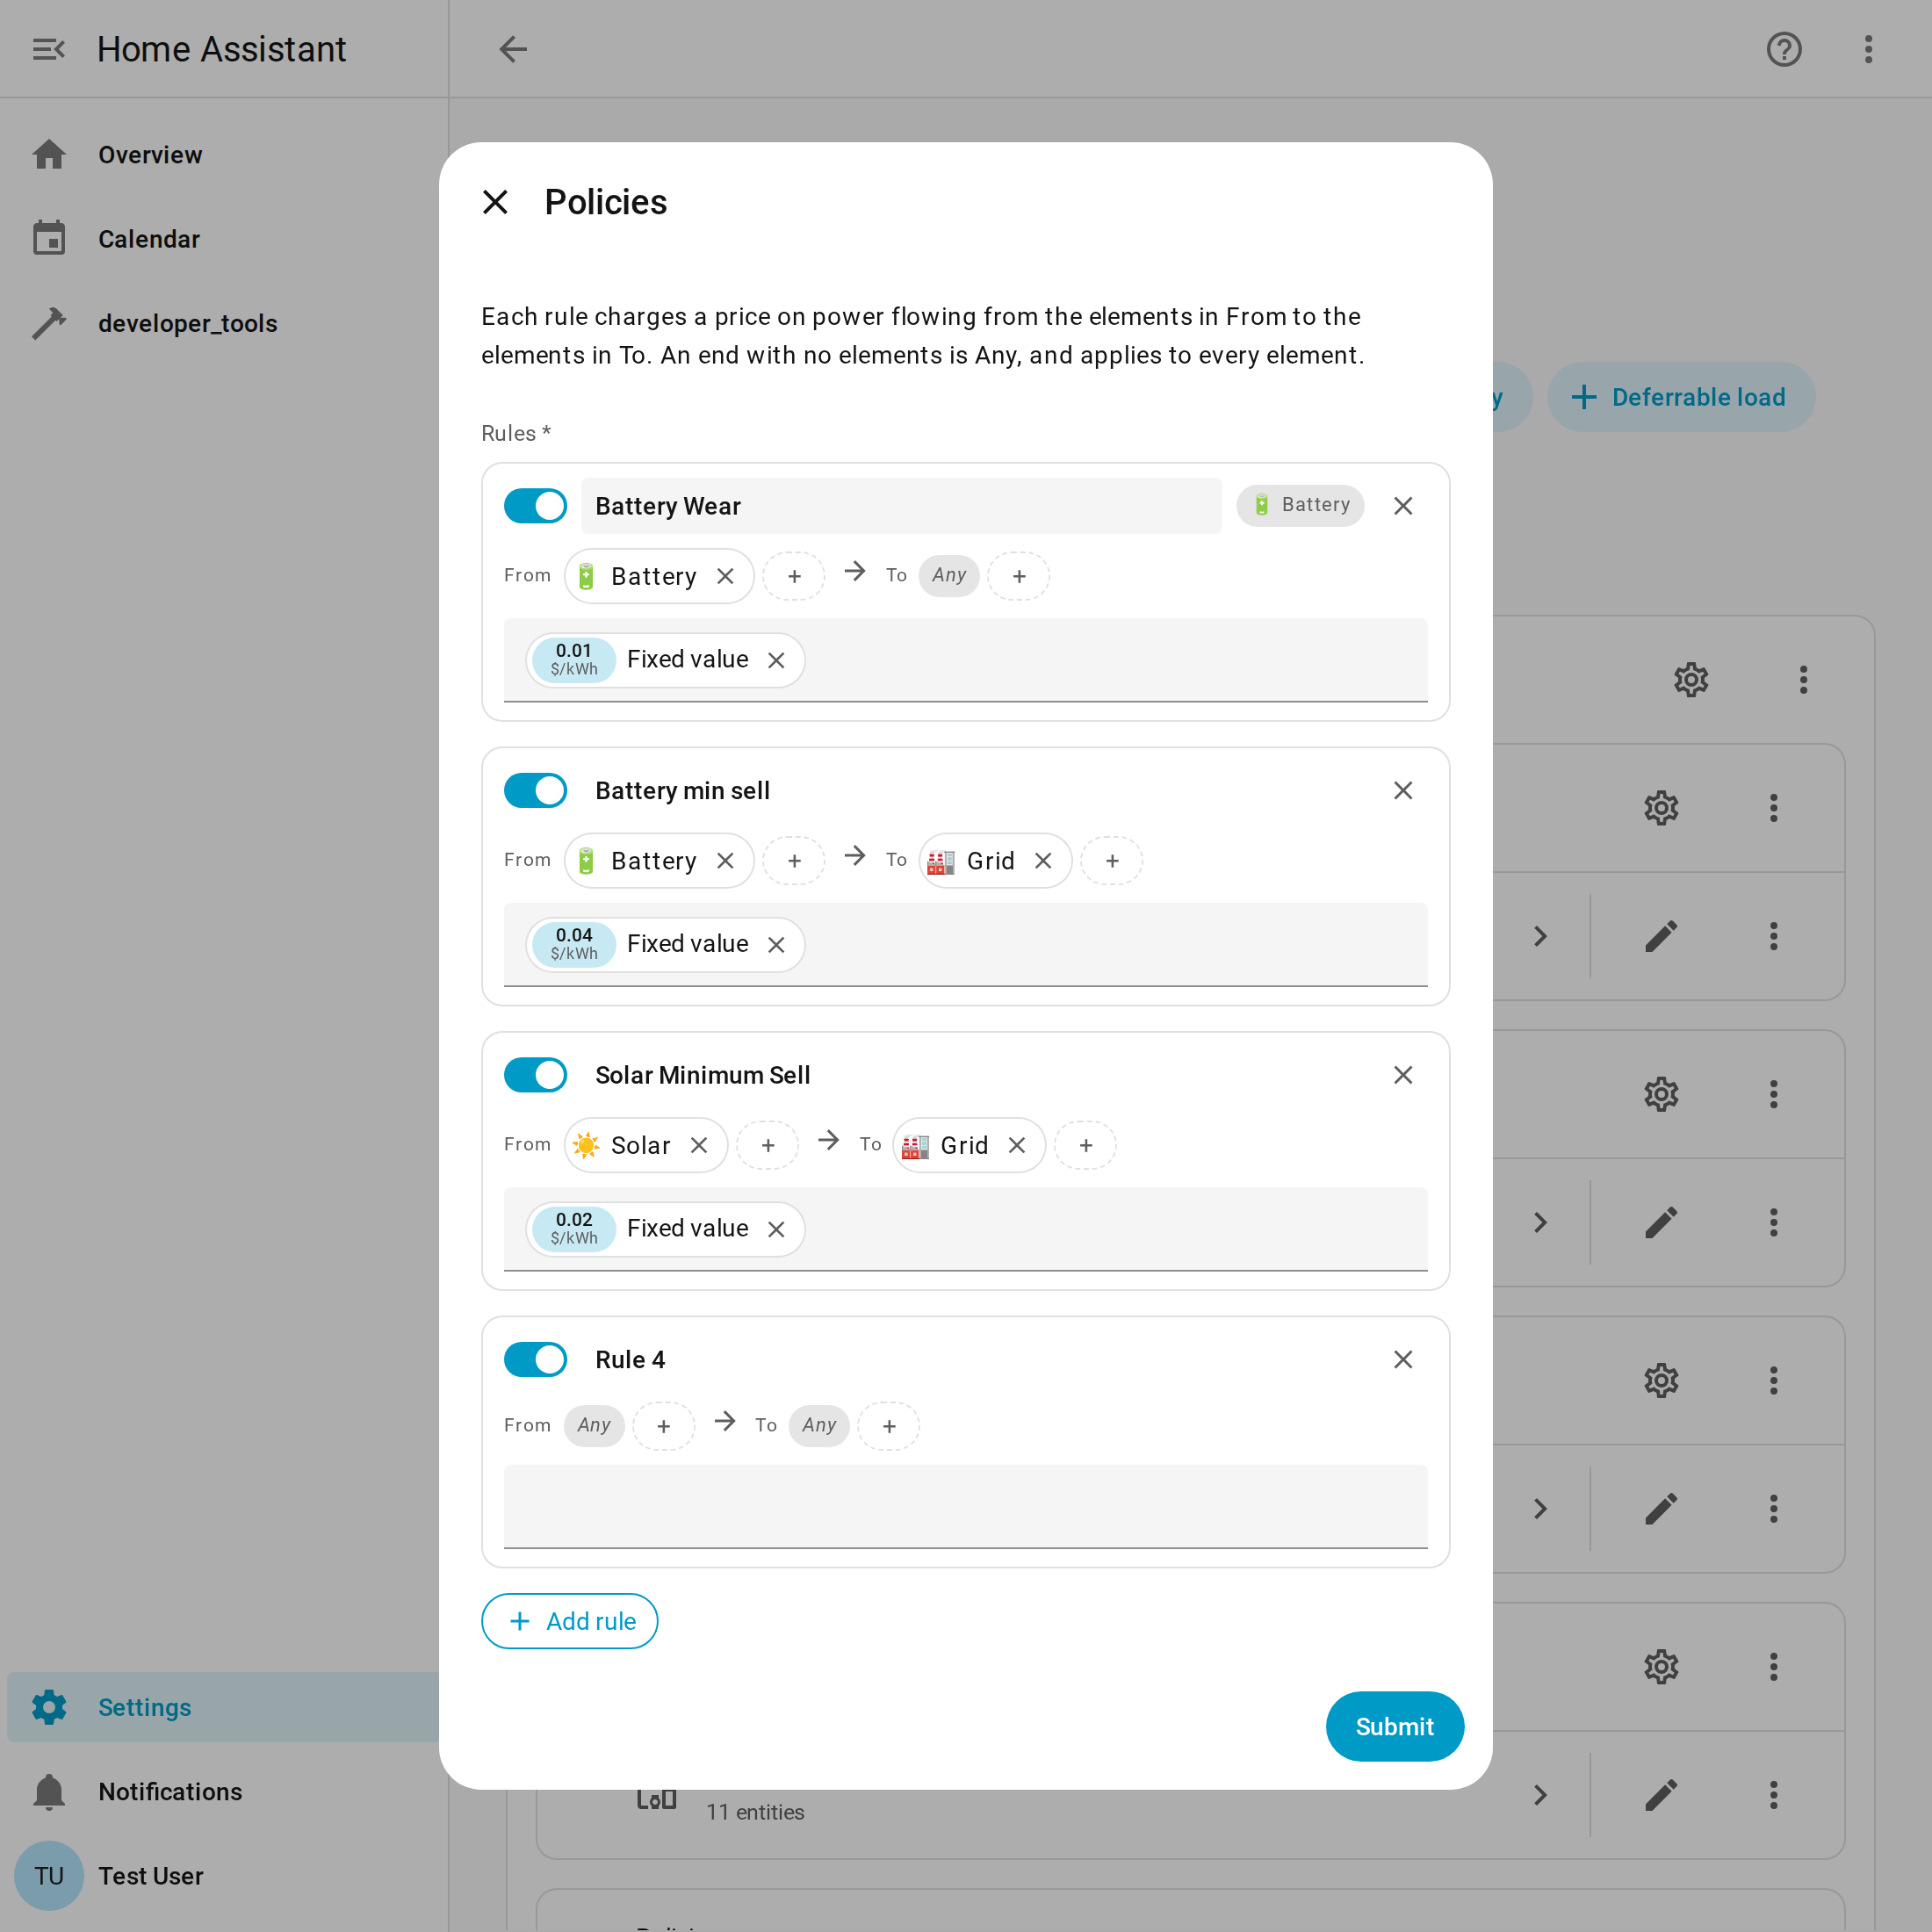 Home Assistant
Overview
Calendar
developer_tools
Settings
Notifications
TU
Test User
Policies
Each rule charges a price on power flowing from the elements in From to the
elements in To. An end with no elements is Any, and applies to every element.
Rules *
Battery Wear
Battery
From Battery + To Any +
0.01
$/kWh
Fixed value
Battery min sell
From Battery + To Grid +
0.04
$/kWh
Fixed value
Solar Minimum Sell
From Solar + To Grid +
0.02
$/kWh
Fixed value
Rule 4
From Any + To Any +
+ Add rule
Submit
y
+ Deferrable load
11 entities